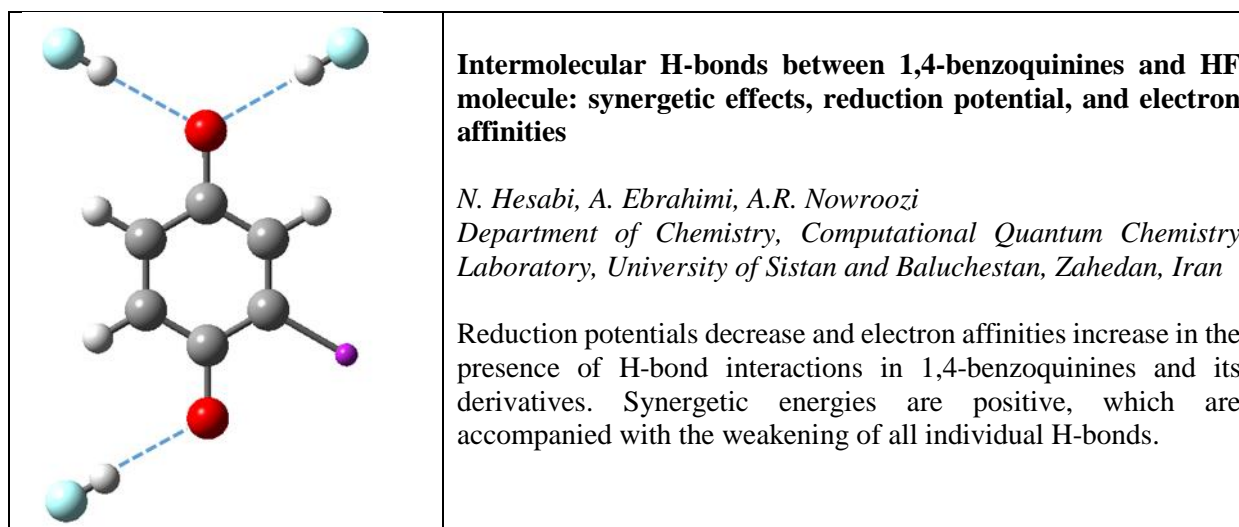 Intermolecular H-bonds between 1,4-benzoquinines and HF
molecule: synergetic effects, reduction potential, and electron
affinities
N. Hesabi, A. Ebrahimi, A.R. Nowroozi
Department of Chemistry, Computational Quantum Chemistry
Laboratory, University of Sistan and Baluchestan, Zahedan, Iran
Reduction potentials decrease and electron affinities increase in the
presence of H-bond interactions in 1,4-benzoquinines and its
derivatives. Synergetic energies are positive, which are
accompanied with the weakening of all individual H-bonds.